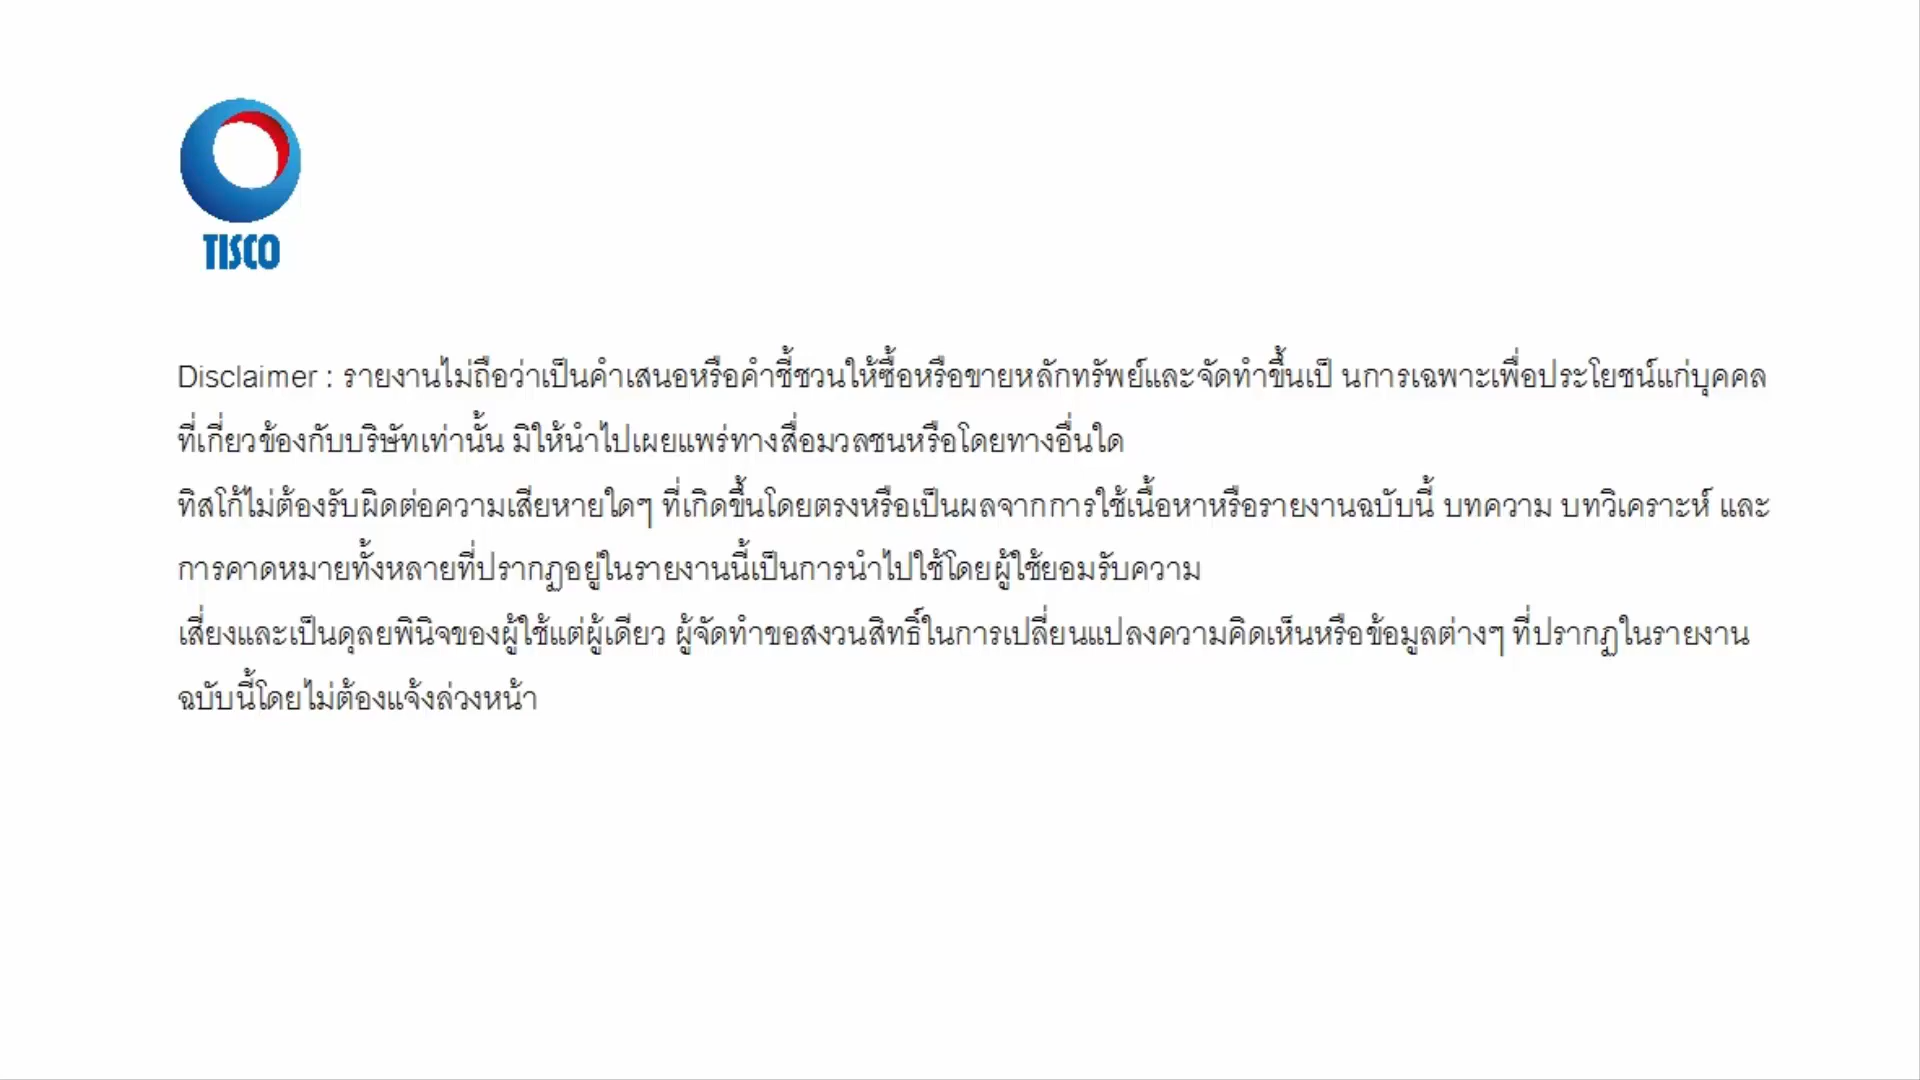 TISCO
Disclaimer : รายงานไม่ถือว่าเป็นคำเสนอหรือคำชี้ชวนให้ซื้อหรือขายหลักทรัพย์และจัดทำขึ้นเป็ นการเฉพาะเพื่อประโยชน์แก่บุคคล
ที่เกี่ยวข้องกับบริษัทเท่านั้น มิให้นำไปเผยแพร่ทางสื่อมวลชนหรือโดยทางอื่นใด
ทิสโก้ไม่ต้องรับผิดต่อความเสียหายใดๆ ที่เกิดขึ้นโดยตรงหรือเป็นผลจากการใช้เนื้อหาหรือรายงานฉบับนี้ บทความ บทวิเคราะห์ และ
การคาดหมายทั้งหลายที่ปรากฏอยู่ในรายงานนี้เป็นการนำไปใช้โดยผู้ใช้ยอมรับความ
เสี่ยงและเป็นดุลยพินิจของผู้ใช้แต่ผู้เดียว ผู้จัดทำขอสงวนสิทธิ์ในการเปลี่ยนแปลงความคิดเห็นหรือข้อมูลต่างๆ ที่ปรากฏในรายงาน
ฉบับนี้โดยไม่ต้องแจ้งล่วงหน้า